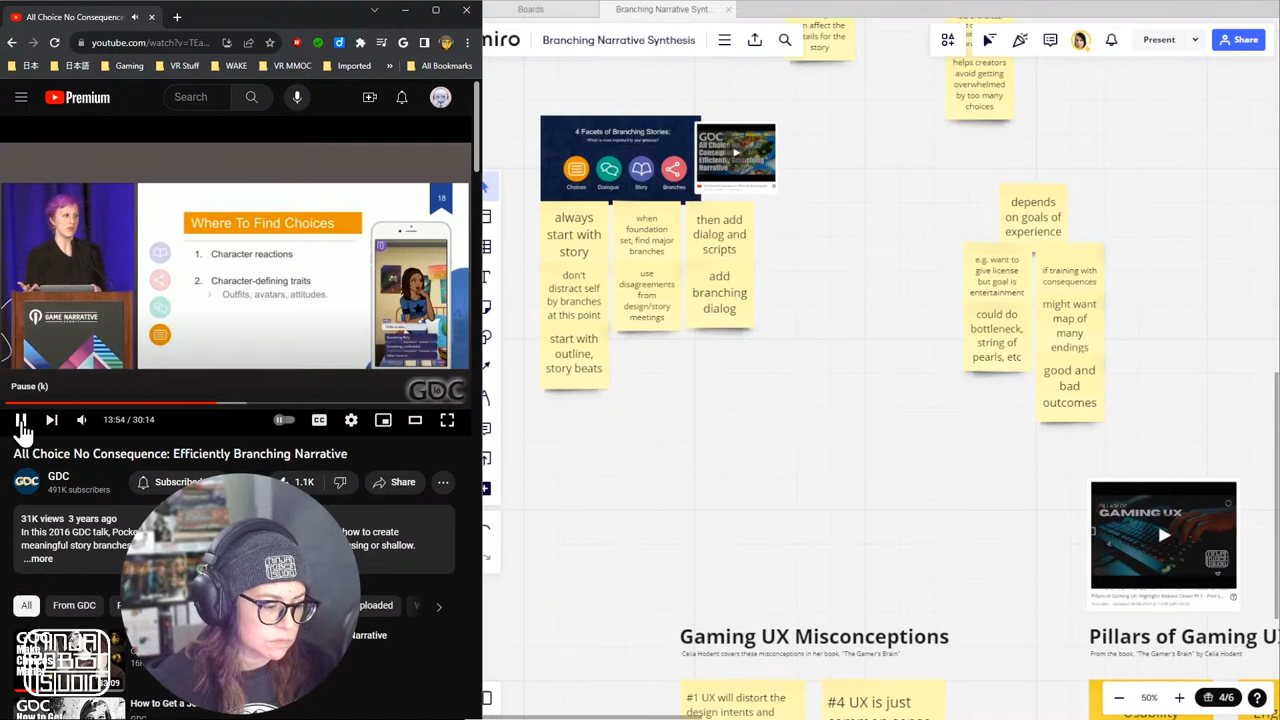 All Choice No Consequenc
youtube.com/watch?v=TEa...
Gaming
VR Stuff
VR MMOC
Imported
»
All Bookmarks
Premium
Search
18
Where To Find Choices
1. Character reactions
2. Character-defining traits
Outfits, avatars, attitudes.
GAME NARRATIVE
Pause (k)
GDC
13:54 / 30:14
CC
All Choice No Consequence: Efficiently Branching Narrative
GDC
GDC
491K subscribers
Subscribed
1.1K
Share
31K views 3 years ago
In this 2016 GDC talk, Pocke
how to create
meaningful story branches
ing or shallow.
...more
All
From GDC
ploaded
GDC
Narrative
GDC
Boards
Branching Narrative Synt...
miro
Branching Narrative Synthesis
Present
Share
n affect the
tails for the
story
helps creators
avoid getting
overwhelmed
by too many
choices
4 Facets of Branching Stories:
Choices
Dialogue
Story
Branches
GDC
All Choice No
Consequence:
Efficiently Branching
Narrative
always
start with
story
don't
distract self
by branches
at this point
start with
outline,
story beats
when
foundation
set, find major
branches
use
disagreements
from
design/story
meetings
then add
dialog and
scripts
add
branching
dialog
depends
on goals of
experience
e.g. want to
give license
but goal is
entertainment
could do
bottleneck,
string of
pearls, etc
if training with
consequences
might want
map of
many
endings
good and
bad
outcomes
PILLARS OF
GAMING UX
Gaming UX Misconceptions
Celia Hodent covers these misconceptions in her book, "The Gamer's Brain"
Pillars of Gaming U
From the book, "The Gamer's Brain" by Celia Hodent
#1 UX will distort the
design intents and
#4 UX is just
50%
4/6